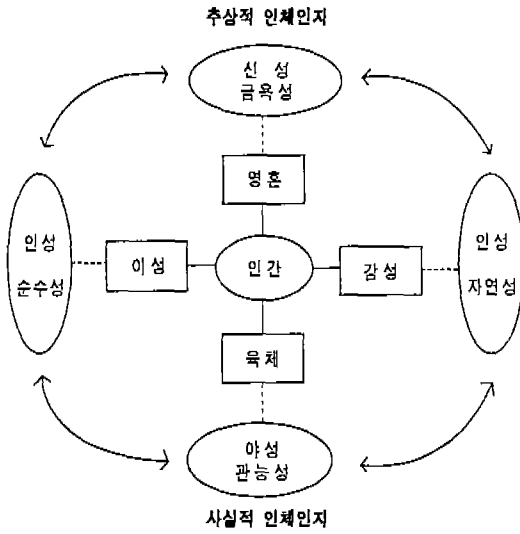 추상적 인체인지
신 성
금욕성
영혼
인성
순수성
이성
인간
감성
인성
자연성
육체
야성
관능성
사실적 인체인지